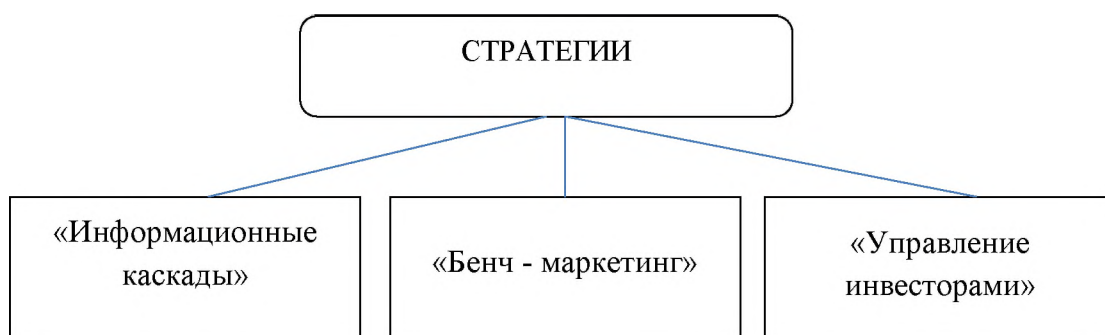 СТРАТЕГИИ
«Информационные
каскады»
«Бенч - маркетинг»
«Управление
инвесторами»